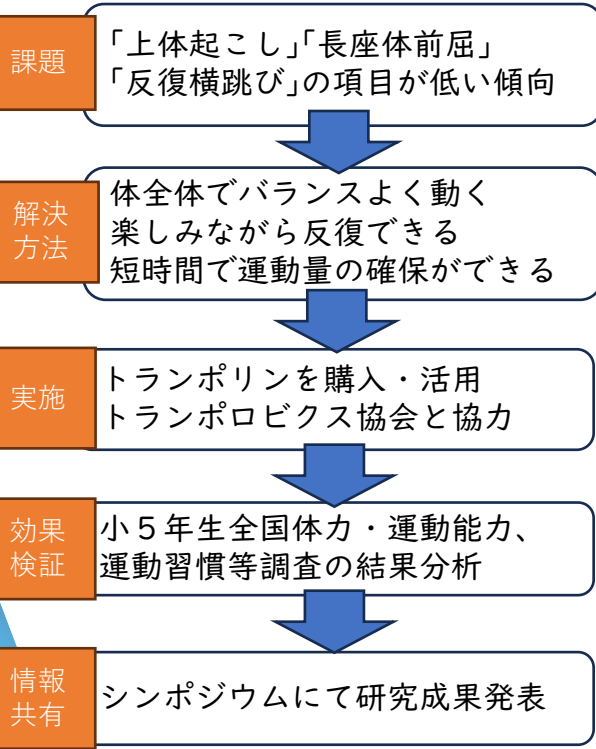 課題
「上体起こし」「長座体前屈」
「反復横跳び」の項目が低い傾向
解決
方法
体全体でバランスよく動く
楽しみながら反復できる
短時間で運動量の確保ができる
実施
トランポリンを購入・活用
トランポロビクス協会と協力
効果
検証
小５年生全国体力・運動能力、
運動習慣等調査の結果分析
情報
共有
シンポジウムにて研究成果発表